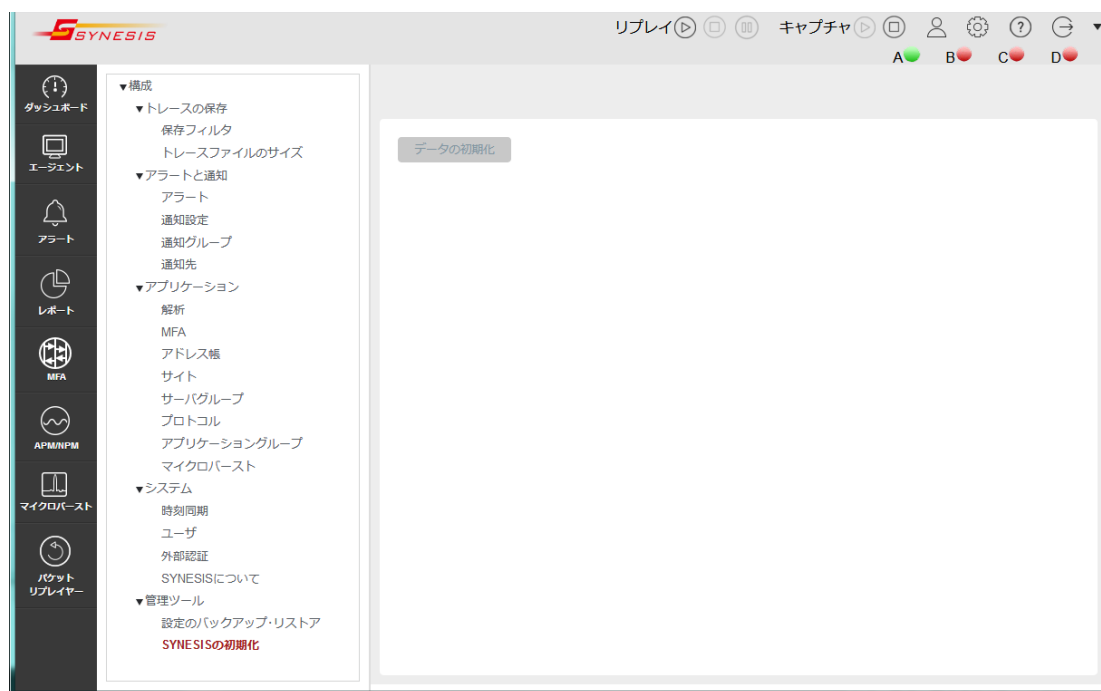 SYNESIS
リプレイ キャプチャ
A B C D
ダッシュボード
エージェント
アラート
レポート
MFA
APM/NPM
マイクロバースト
パケット
リプレイヤー
▼構成
▼トレースの保存
保存フィルタ
トレースファイルのサイズ
▼アラートと通知
アラート
通知設定
通知グループ
通知先
▼アプリケーション
解析
MFA
アドレス帳
サイト
サーバグループ
プロトコル
アプリケーショングループ
マイクロバースト
▼システム
時刻同期
ユーザ
外部認証
SYNESISについて
▼管理ツール
設定のバックアップ・リストア
SYNESISの初期化
データの初期化